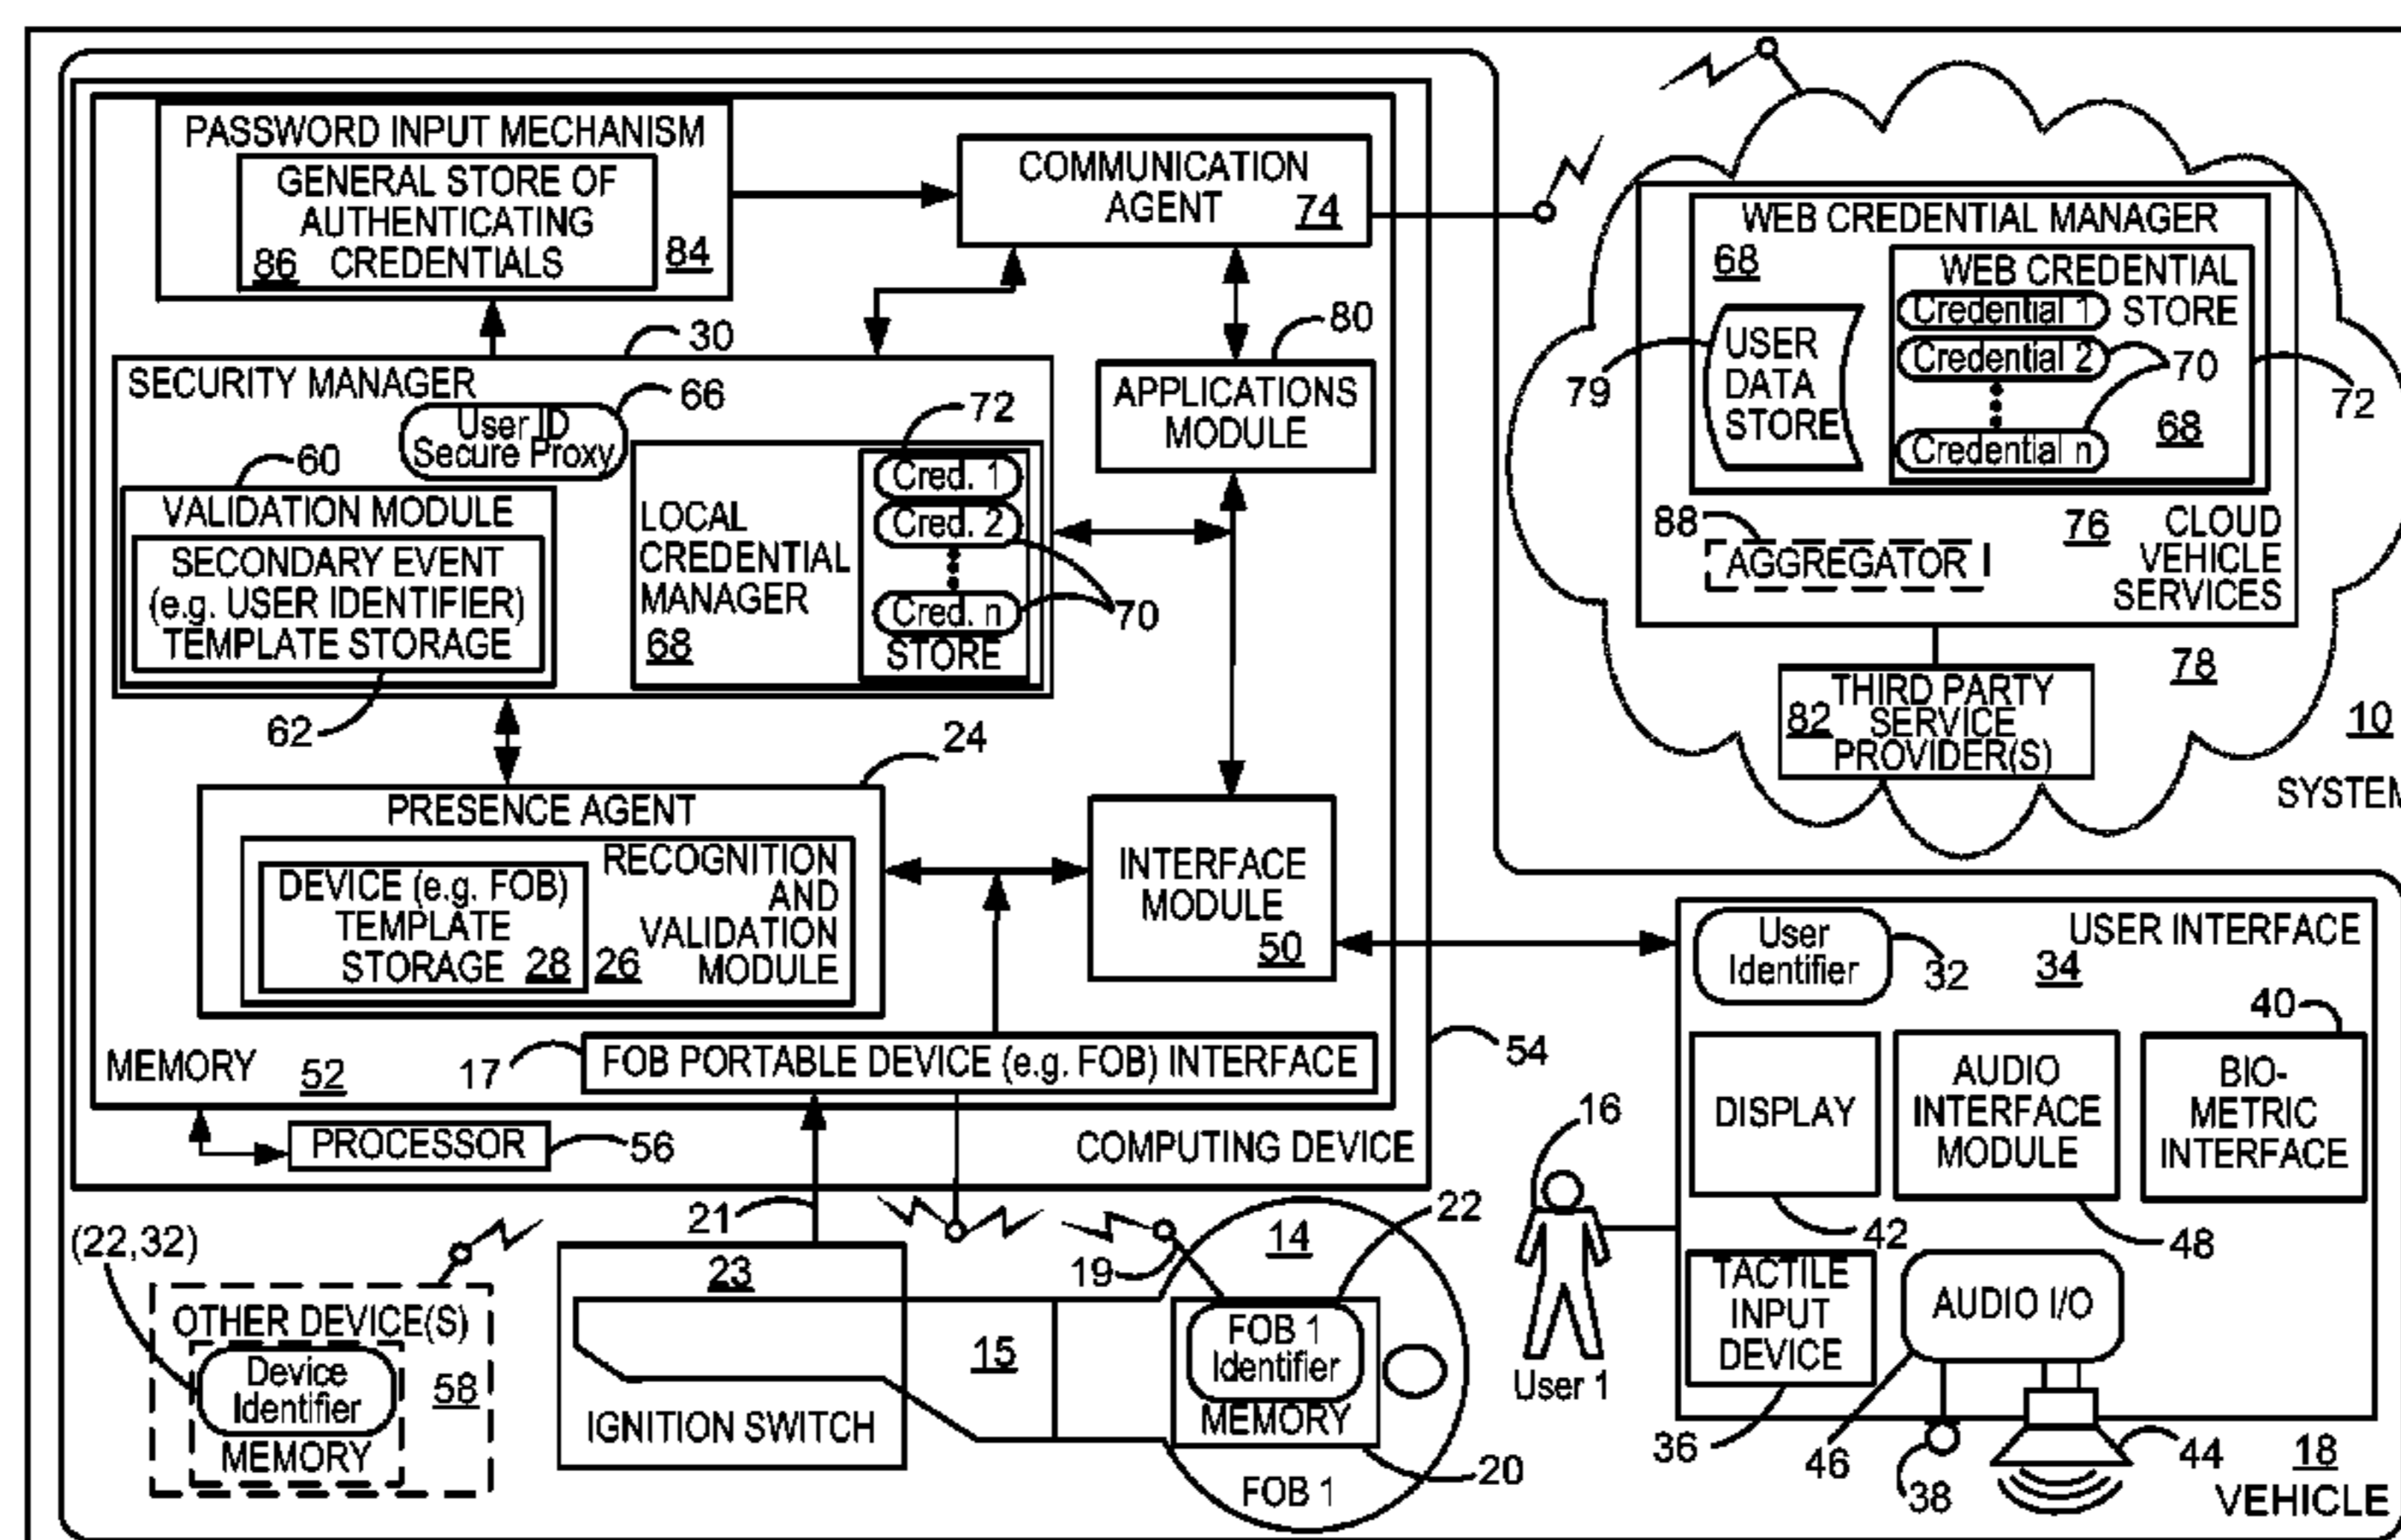 PASSWORD INPUT MECHANISM
GENERAL STORE OF
AUTHENTICATING
CREDENTIALS
86
84
COMMUNICATION
AGENT
74
30
SECURITY MANAGER
66
User ID
Secure Proxy
60
VALIDATION MODULE
SECONDARY EVENT
(e.g. USER IDENTIFIER)
TEMPLATE STORAGE
62
LOCAL
CREDENTIAL
MANAGER
68
72
Cred. 1
Cred. 2
Cred. n
STORE
70
80
APPLICATIONS
MODULE
24
PRESENCE AGENT
RECOGNITION
AND
VALIDATION
MODULE
DEVICE (e.g. FOB)
TEMPLATE
STORAGE 28
26
INTERFACE
MODULE
50
MEMORY 52
17
FOB PORTABLE DEVICE (e.g. FOB) INTERFACE
54
PROCESSOR
56
COMPUTING DEVICE
WEB CREDENTIAL MANAGER
68
WEB CREDENTIAL
STORE
Credential 1
Credential 2
Credential n
70
68
72
79
USER
DATA
STORE
88
AGGREGATOR
76
CLOUD
VEHICLE
SERVICES
78
82
THIRD PARTY
SERVICE
PROVIDER(S)
10
SYSTEM
User
Identifier
32
USER INTERFACE
34
40
DISPLAY
AUDIO
INTERFACE
MODULE
BIO-
METRIC
INTERFACE
42
48
TACTILE
INPUT
DEVICE
AUDIO I/O
36
46
38
44
18
VEHICLE
16
User 1
(22,32)
OTHER DEVICE(S)
Device
Identifier
MEMORY
58
21
23
IGNITION SWITCH
15
19
14
22
FOB 1
Identifier
MEMORY
20
FOB 1